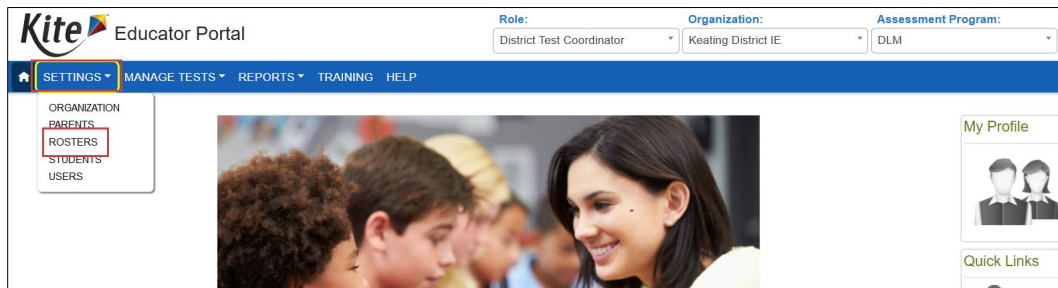 Kite Educator Portal
Role:
District Test Coordinator
Organization:
Keating District IE
Assessment Program:
DLM
SETTINGS MANAGE TESTS REPORTS TRAINING HELP
ORGANIZATION
PARENTS
ROSTERS
STUDENTS
USERS
My Profile
Quick Links